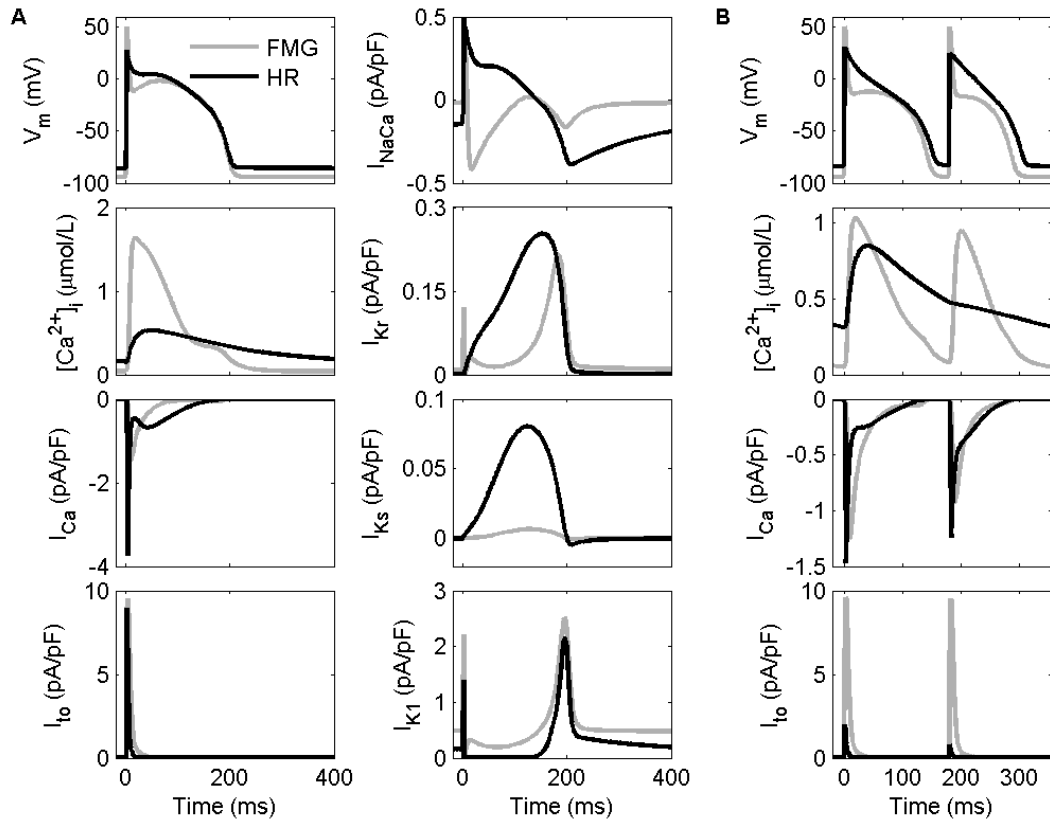 A
B
50
0
-50
-100
V_m (mV)
FMG
HR
0.5
0
-0.5
I_NaCa (pA/pF)
50
0
-50
-100
V_m (mV)
2
1
0
[Ca²⁺]_i (μmol/L)
0.3
0.15
0
I_Kr (pA/pF)
1
0.5
0
[Ca²⁺]_i (μmol/L)
0
-2
-4
I_Ca (pA/pF)
0.1
0.05
0
I_Ks (pA/pF)
0
-0.5
-1
-1.5
I_Ca (pA/pF)
10
5
0
I_to (pA/pF)
0 200 400
Time (ms)
3
2
1
0
I_K1 (pA/pF)
0 200 400
Time (ms)
10
5
0
I_to (pA/pF)
0 100 200 300
Time (ms)